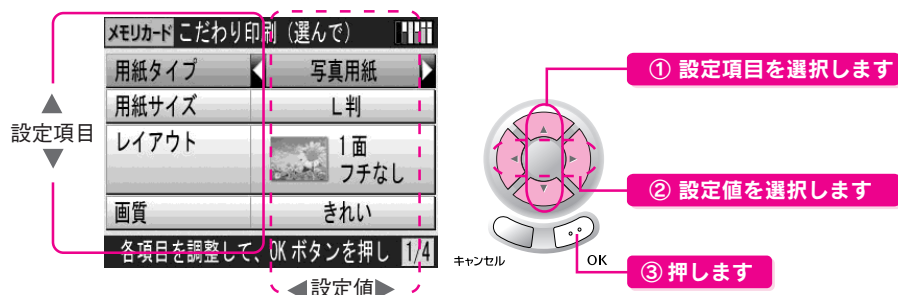 メモリカード こだわり印刷（選んで）
用紙タイプ 写真用紙
用紙サイズ L判
レイアウト 1面
フチなし
画質 きれい
各項目を調整して、OKボタンを押し 1/4
▲
設定項目
▼
◀設定値▶
① 設定項目を選択します
② 設定値を選択します
キャンセル OK
③ 押します